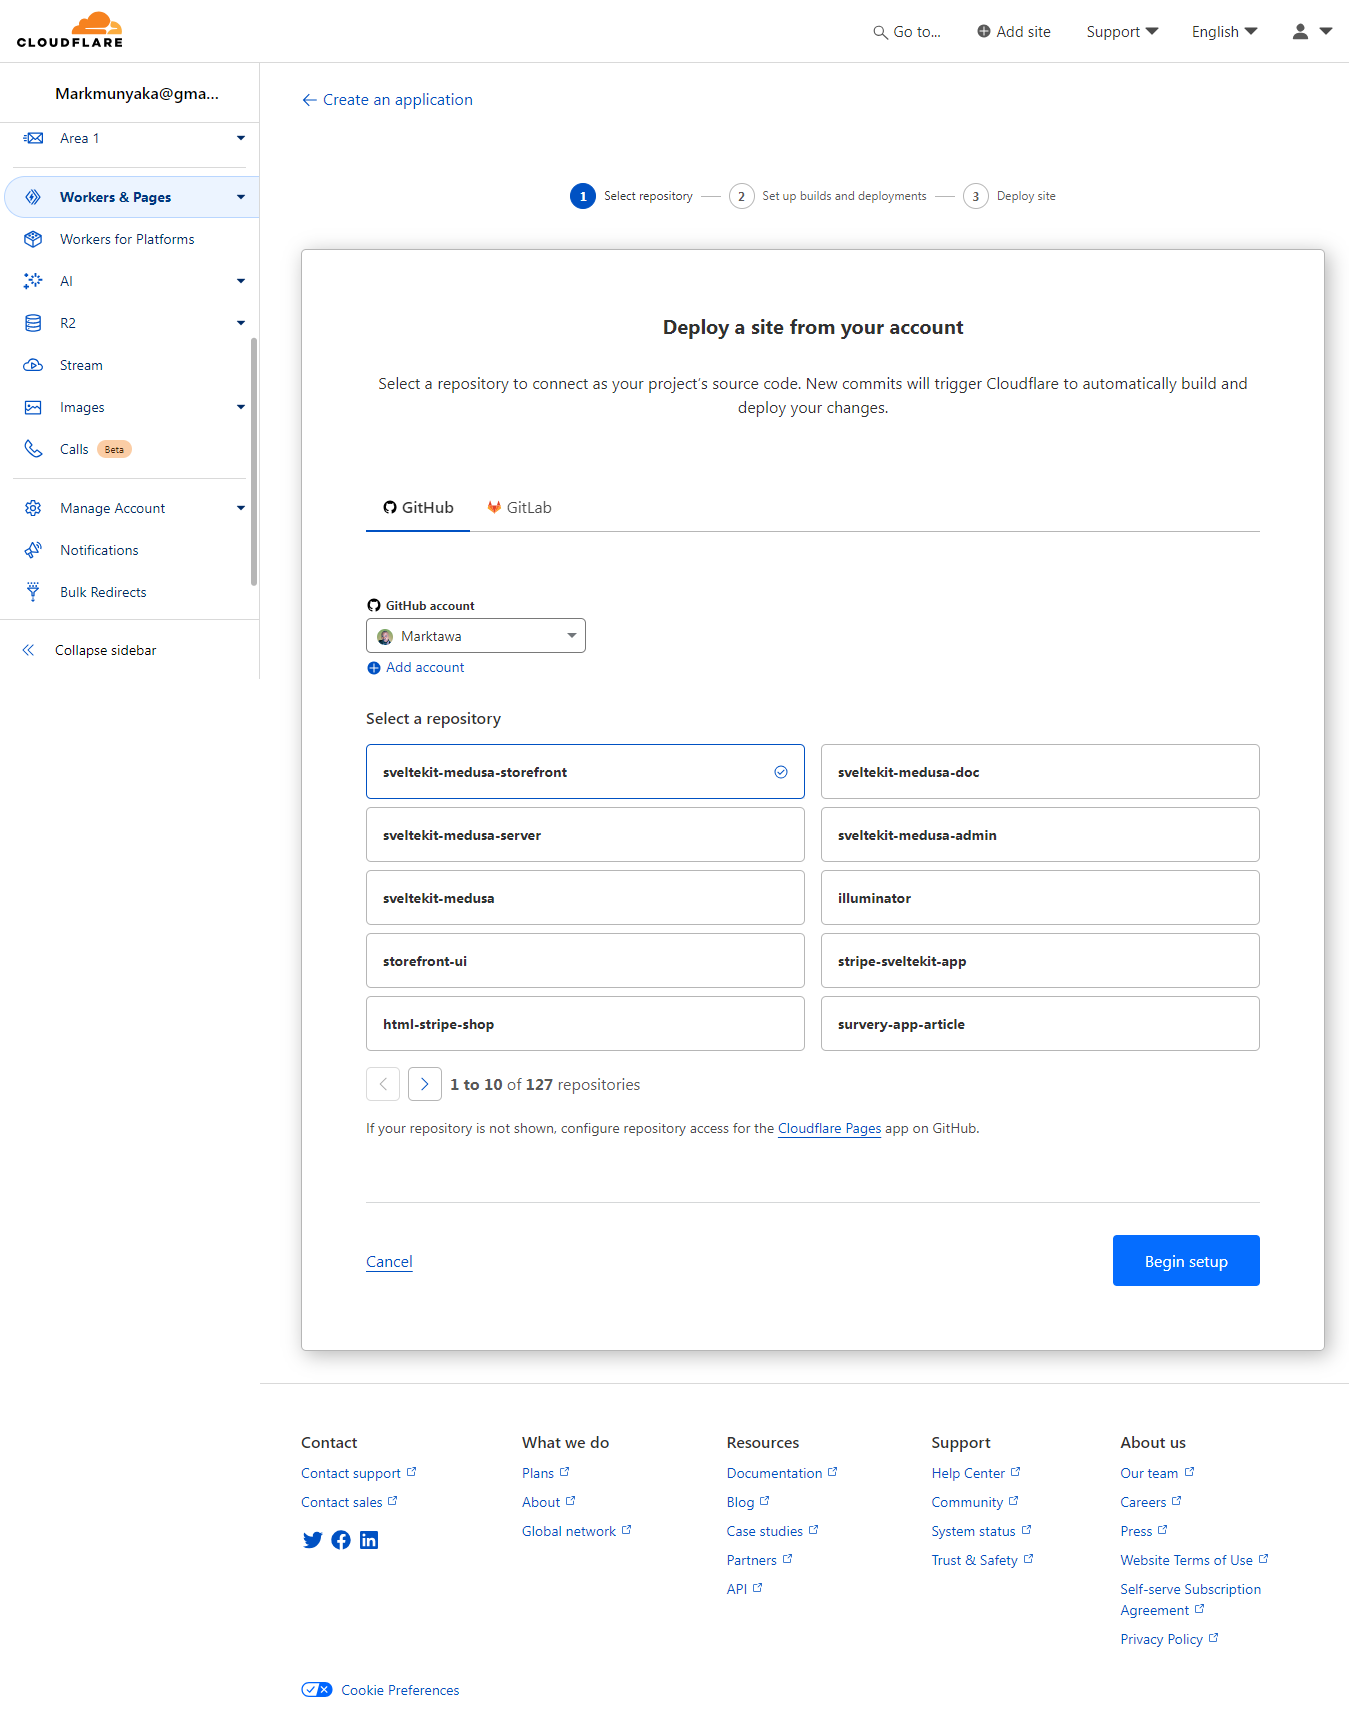 CLOUDFLARE
Go to...
Add site
Support
English
Markmunyaka@gma...
Area 1
Workers & Pages
Workers for Platforms
AI
R2
Stream
Images
Calls Beta
Manage Account
Notifications
Bulk Redirects
Collapse sidebar
Create an application
1 Select repository
2 Set up builds and deployments
3 Deploy site
Deploy a site from your account
Select a repository to connect as your project's source code. New commits will trigger Cloudflare to automatically build and
deploy your changes.
GitHub
GitLab
GitHub account
Marktawa
Add account
Select a repository
sveltekit-medusa-storefront
sveltekit-medusa-doc
sveltekit-medusa-server
sveltekit-medusa-admin
sveltekit-medusa
illuminator
storefront-ui
stripe-sveltekit-app
html-stripe-shop
survery-app-article
1 to 10 of 127 repositories
If your repository is not shown, configure repository access for the Cloudflare Pages app on GitHub.
Cancel
Begin setup
Contact
Contact support
Contact sales
What we do
Plans
About
Global network
Resources
Documentation
Blog
Case studies
Partners
API
Support
Help Center
Community
System status
Trust & Safety
About us
Our team
Careers
Press
Website Terms of Use
Self-serve Subscription
Agreement
Privacy Policy
Cookie Preferences